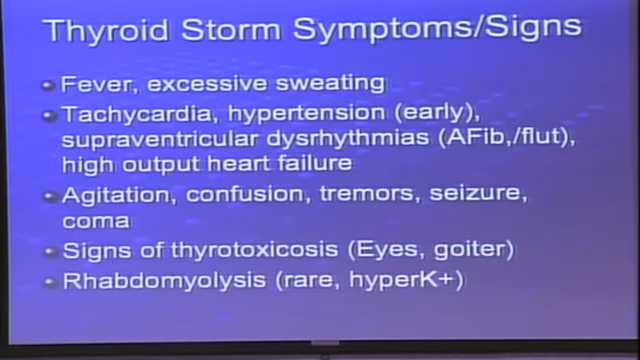 Thyroid Storm Symptoms/Signs
Fever, excessive sweating
Tachycardia, hypertension (early),
supraventricular dysrhythmias (AFib,/flut),
high output heart failure
Agitation, confusion, tremors, seizure,
coma
Signs of thyrotoxicosis (Eyes, goiter)
Rhabdomyolysis (rare, hyperK+)